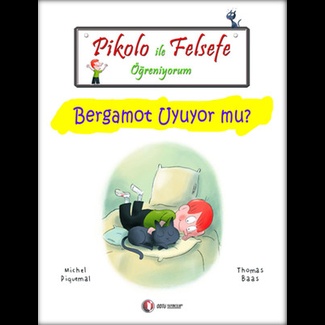 Pikolo ile Felsefe
Öğreniyorum
Bergamot Uyuyor mu?
Michel
Piquemal
Thomas
Baas